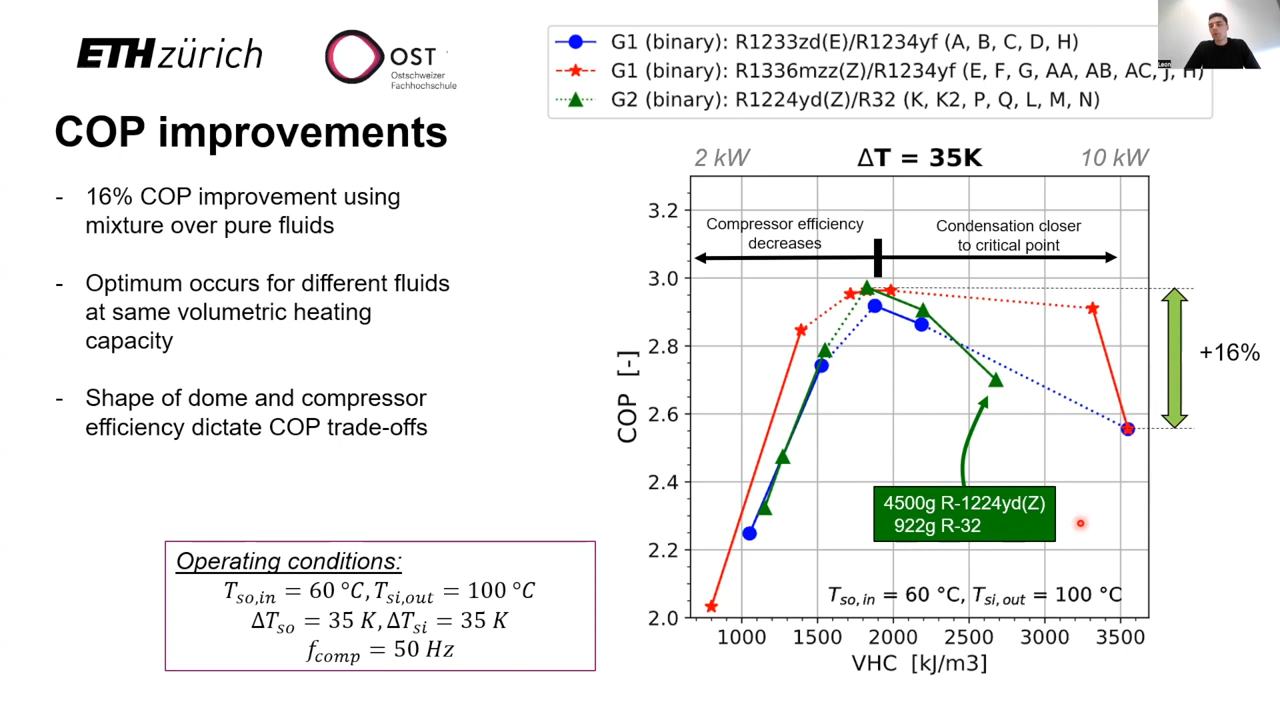 ETH zürich
OST
Ostschweizer
Fachhochschule
COP improvements
- 16% COP improvement using
mixture over pure fluids
- Optimum occurs for different fluids
at same volumetric heating
capacity
- Shape of dome and compressor
efficiency dictate COP trade-offs
Operating conditions:
T_so,in = 60 °C, T_si,out = 100 °C
ΔT_so = 35 K, ΔT_si = 35 K
f_comp = 50 Hz
G1 (binary): R1233zd(E)/R1234yf (A, B, C, D, H)
G1 (binary): R1336mzz(Z)/R1234yf (E, F, G, AA, AB, AC, J, H)
G2 (binary): R1224yd(Z)/R32 (K, K2, P, Q, L, M, N)
Leon
2 kW
ΔT = 35K
10 kW
Compressor efficiency
decreases
Condensation closer
to critical point
+16%
4500g R-1224yd(Z)
922g R-32
T_so,in = 60 °C, T_si,out = 100 °C
COP [-]
3.2
3.0
2.8
2.6
2.4
2.2
2.0
1000 1500 2000 2500 3000 3500
VHC [kJ/m3]